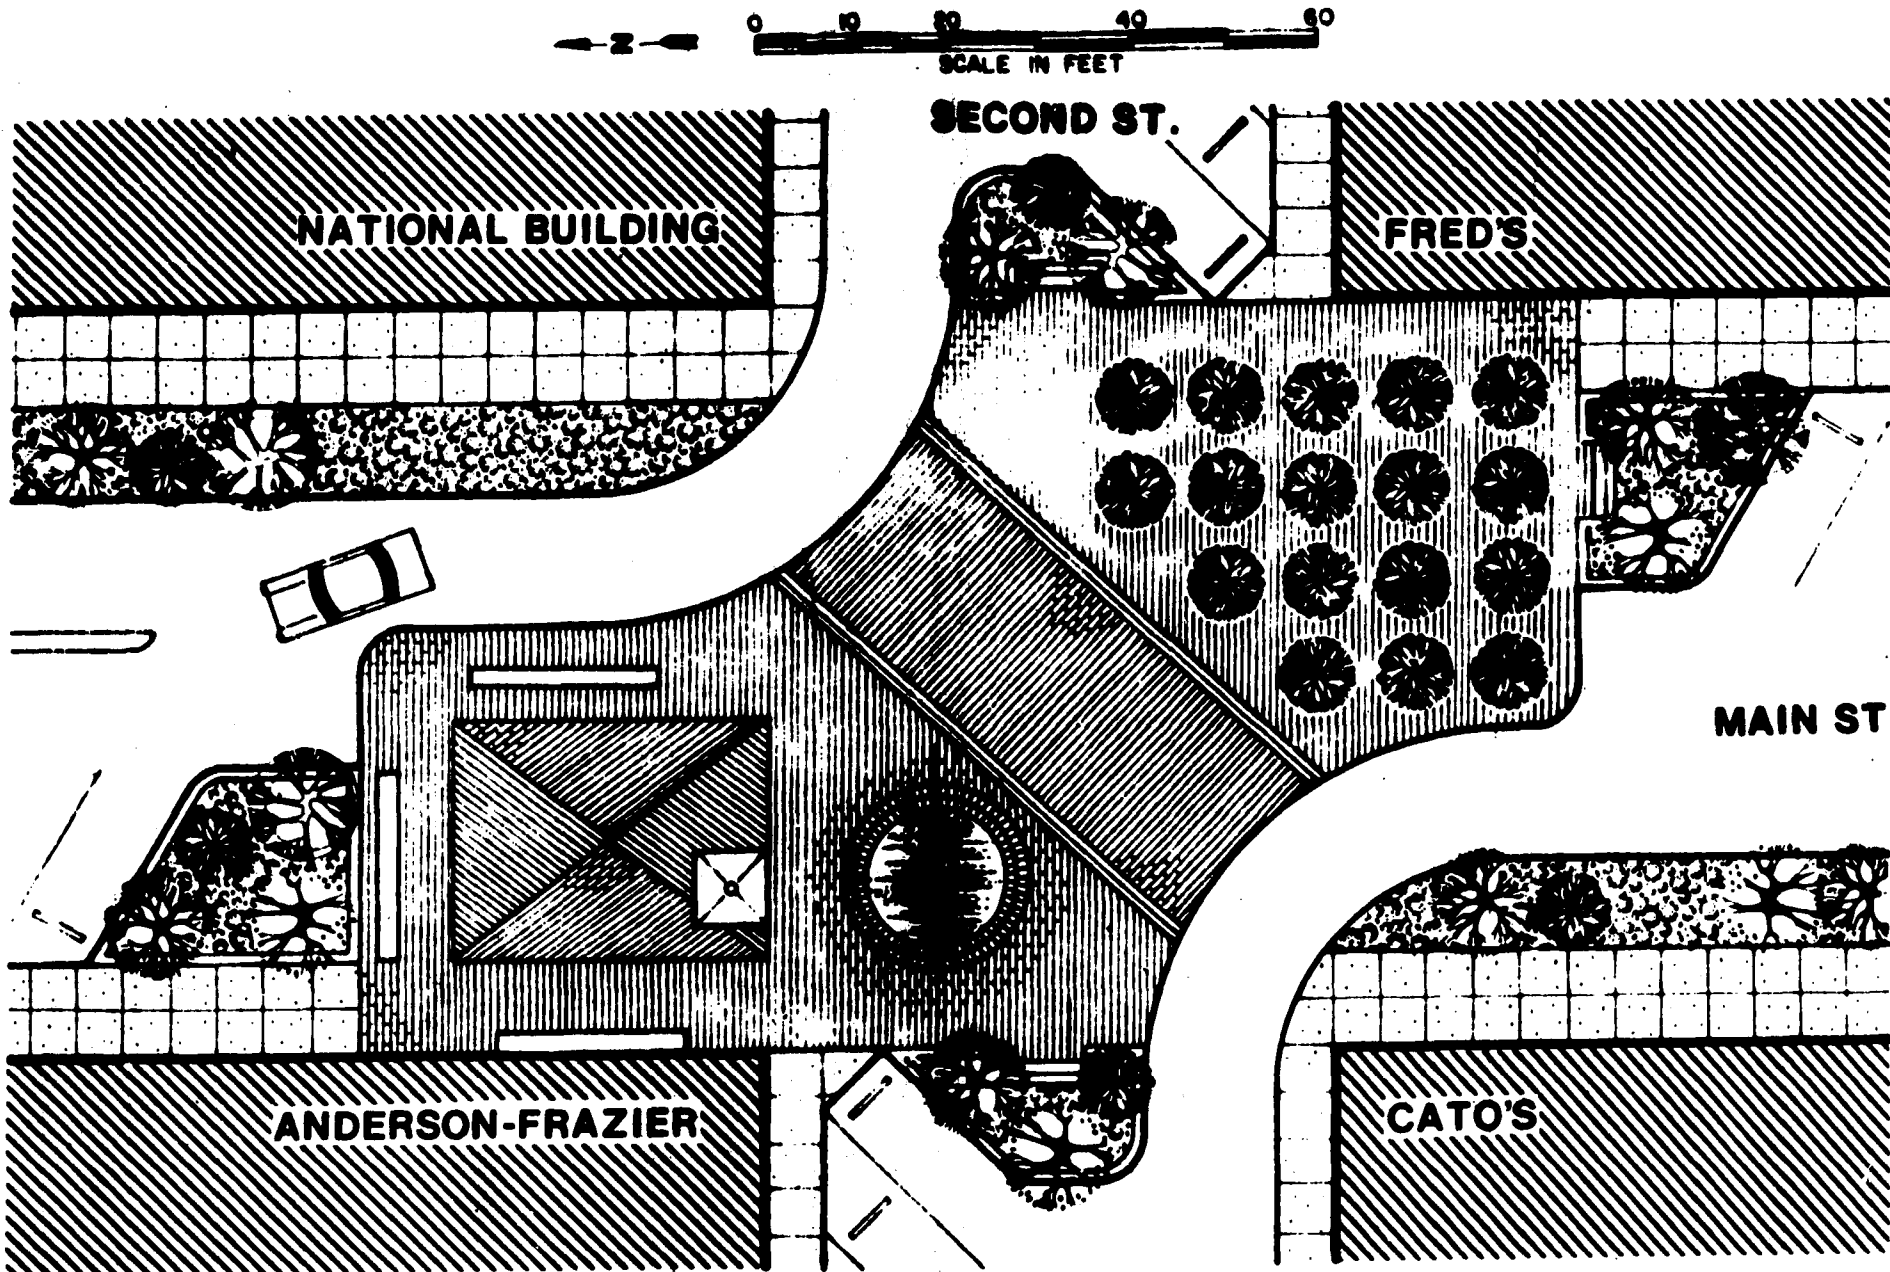 0 10 20 40 60
N
SCALE IN FEET
SECOND ST.
NATIONAL BUILDING
FRED'S
MAIN ST
ANDERSON-FRAZIER
CATO'S